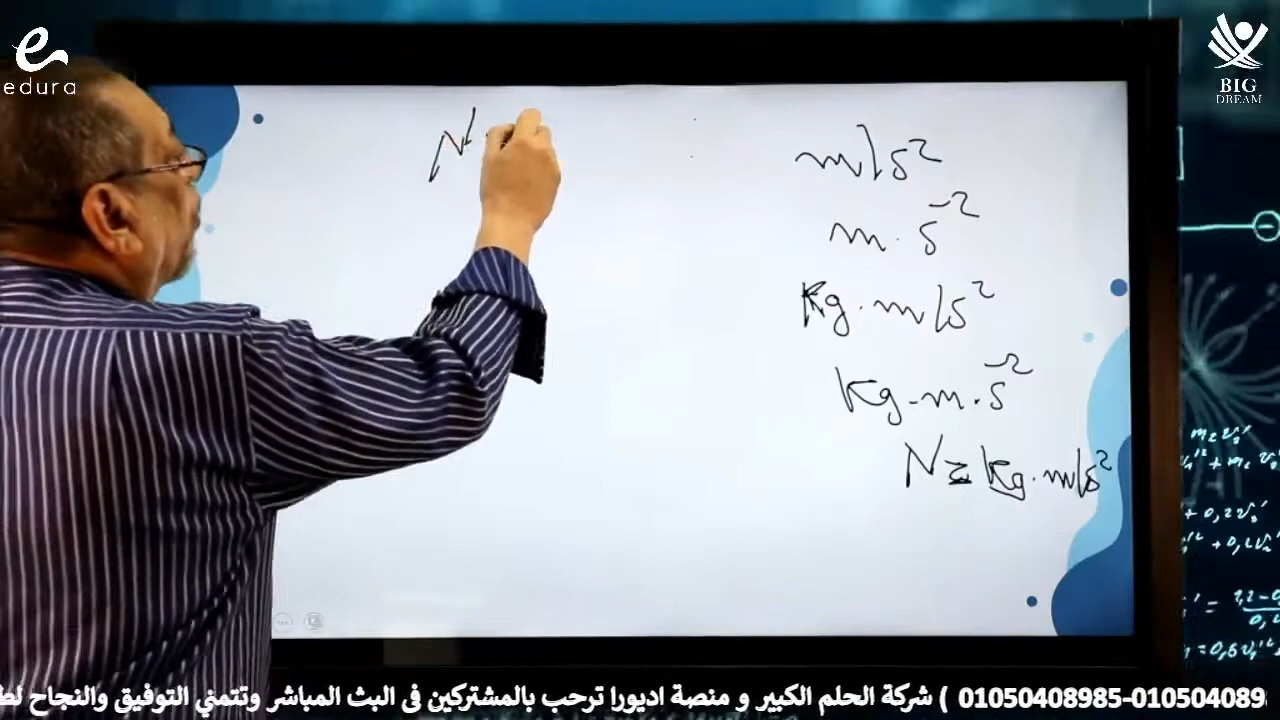 edura
BIG
DREAM
N
m/s²
m . s⁻²
Kg . m/s²
Kg - m . s⁻²
N = Kg . m/s²
010504089-01050408985 ) شركة الحلم الكبير و منصة اديورا ترحب بالمشتركين فى البث المباشر وتتمني التوفيق والنجاح